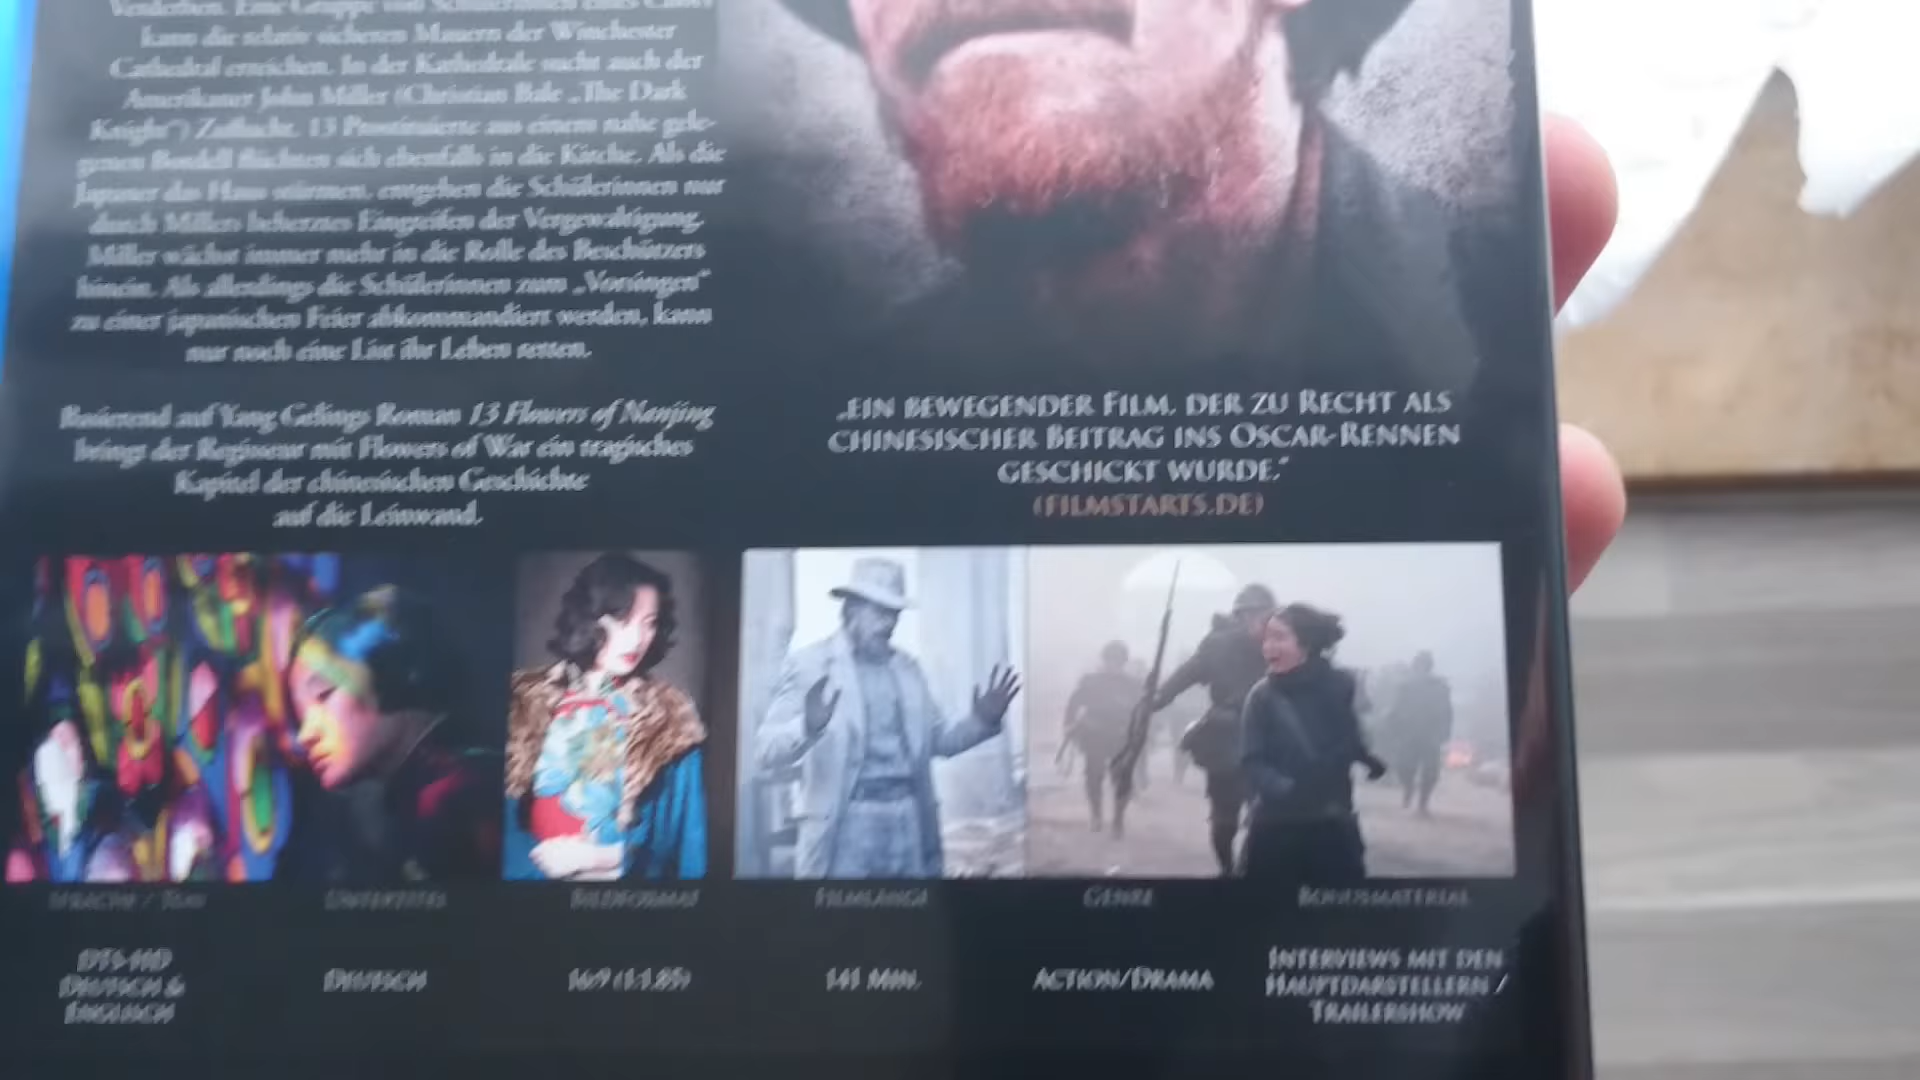 kann die relativ sicheren Mauern der Winchester
Cathedral erreichen. In der Kathedrale sucht auch der
Amerikaner John Miller (Christian Bale „The Dark
Knight“) Zuflucht. 13 Prostituierte aus einem nahe gele-
genen Bordell flüchten sich ebenfalls in die Kirche. Als die
Japaner das Haus stürmen, entgehen die Schülerinnen nur
durch Millers beherztes Eingreifen der Vergewaltigung.
Miller wächst immer mehr in die Rolle des Beschützers
hinein. Als allerdings die Schülerinnen zum „Vorsingen“
zu einer japanischen Feier abkommandiert werden, kann
nur noch eine List ihr Leben retten.
Basierend auf Yang Gelings Roman 13 Flowers of Nanjing
bringt der Regisseur mit Flowers of War ein tragisches
Kapitel der chinesischen Geschichte
auf die Leinwand.
„EIN BEWEGENDER FILM, DER ZU RECHT ALS
CHINESISCHER BEITRAG INS OSCAR-RENNEN
GESCHICKT WURDE.“
(FILMSTARTS.DE)
SPRACHE / TON
UNTERTITEL
BILDFORMAT
FILMLÄNGE
GENRE
BONUSMATERIAL
DTS-HD
DEUTSCH &
ENGLISCH
DEUTSCH
16:9 (1:1.85)
141 MIN.
ACTION/DRAMA
INTERVIEWS MIT DEN
HAUPTDARSTELLERN /
TRAILERSHOW